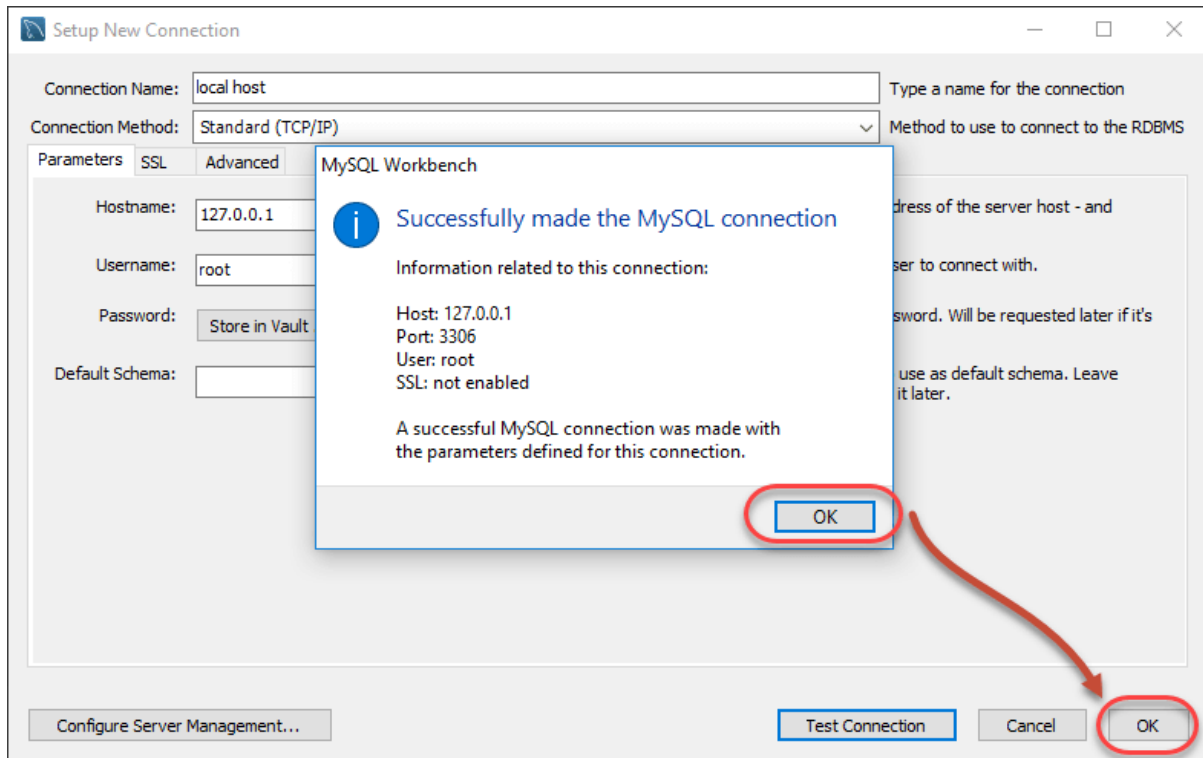 Setup New Connection
Connection Name: local host Type a name for the connection
Connection Method: Standard (TCP/IP) Method to use to connect to the RDBMS
Parameters SSL Advanced
MySQL Workbench
Successfully made the MySQL connection
Information related to this connection:
Host: 127.0.0.1
Port: 3306
User: root
SSL: not enabled
A successful MySQL connection was made with
the parameters defined for this connection.
OK
Hostname: 127.0.0.1 of the server host - and
Username: root to connect with.
Password: Store in Vault Will be requested later if it's
Default Schema: use as default schema. Leave
it later.
Configure Server Management... Test Connection Cancel OK